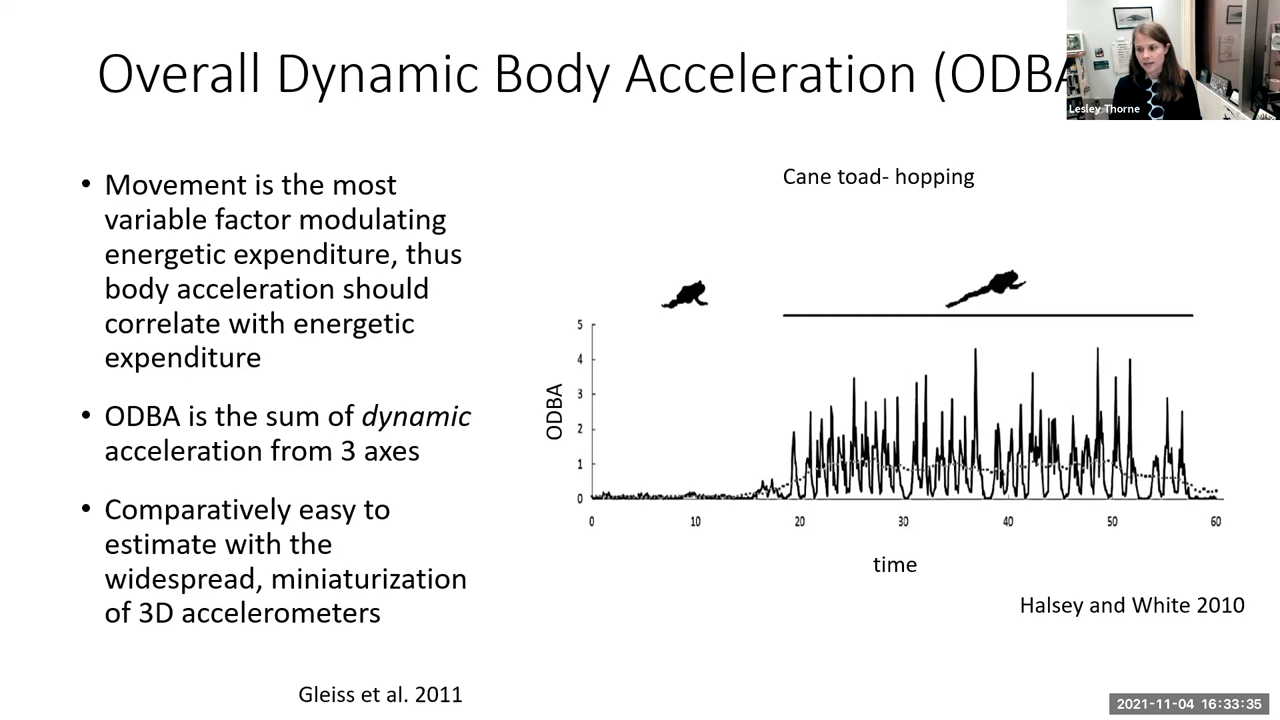 Overall Dynamic Body Acceleration (ODBA
Lesley Thorne
• Movement is the most
variable factor modulating
energetic expenditure, thus
body acceleration should
correlate with energetic
expenditure
• ODBA is the sum of dynamic
acceleration from 3 axes
• Comparatively easy to
estimate with the
widespread, miniaturization
of 3D accelerometers
Gleiss et al. 2011
Cane toad- hopping
ODBA
5
4
3
2
1
0
0 10 20 30 40 50 60
time
Halsey and White 2010
2021-11-04 16:33:35